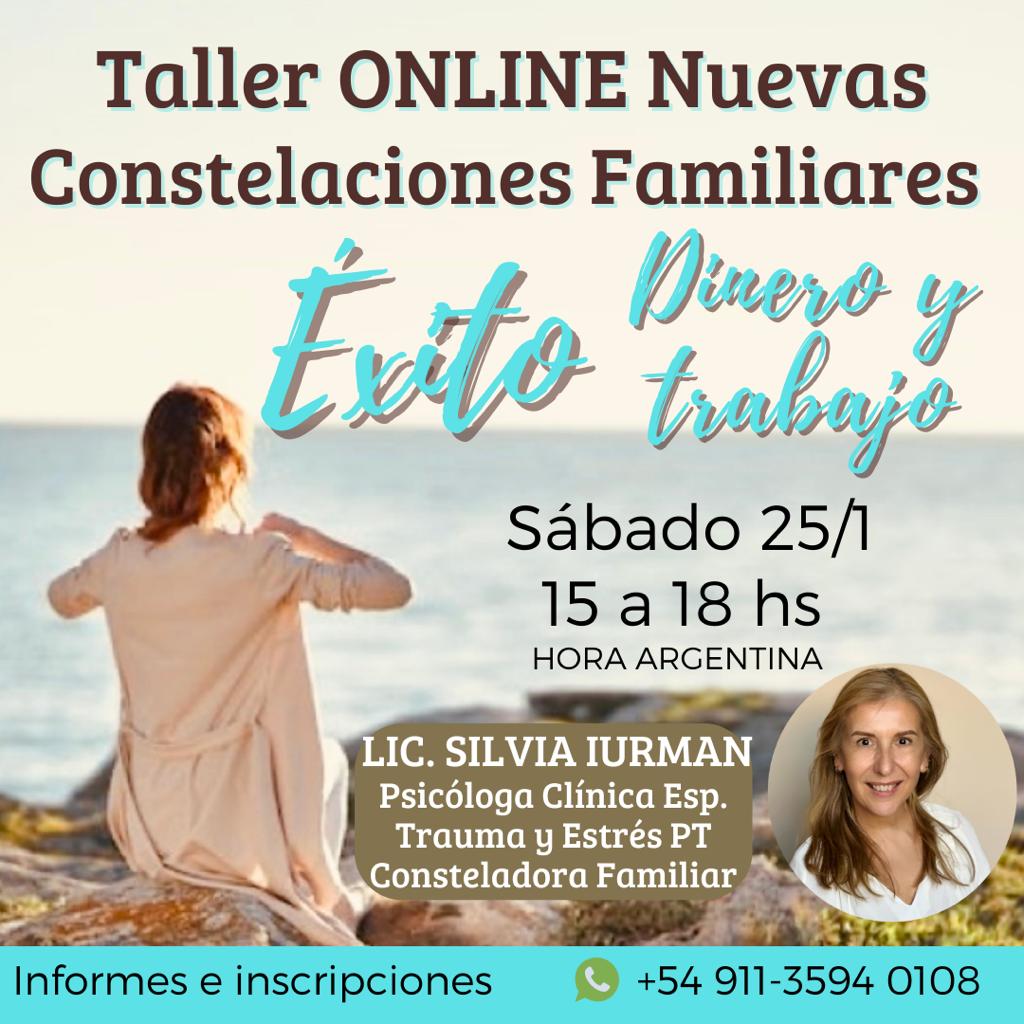 Taller ONLINE Nuevas
Constelaciones Familiares
Éxito
Dinero y
trabajo
Sábado 25/1
15 a 18 hs
HORA ARGENTINA
LIC. SILVIA IURMAN
Psicóloga Clínica Esp.
Trauma y Estrés PT
Consteladora Familiar
Informes e inscripciones
+54 911-3594 0108